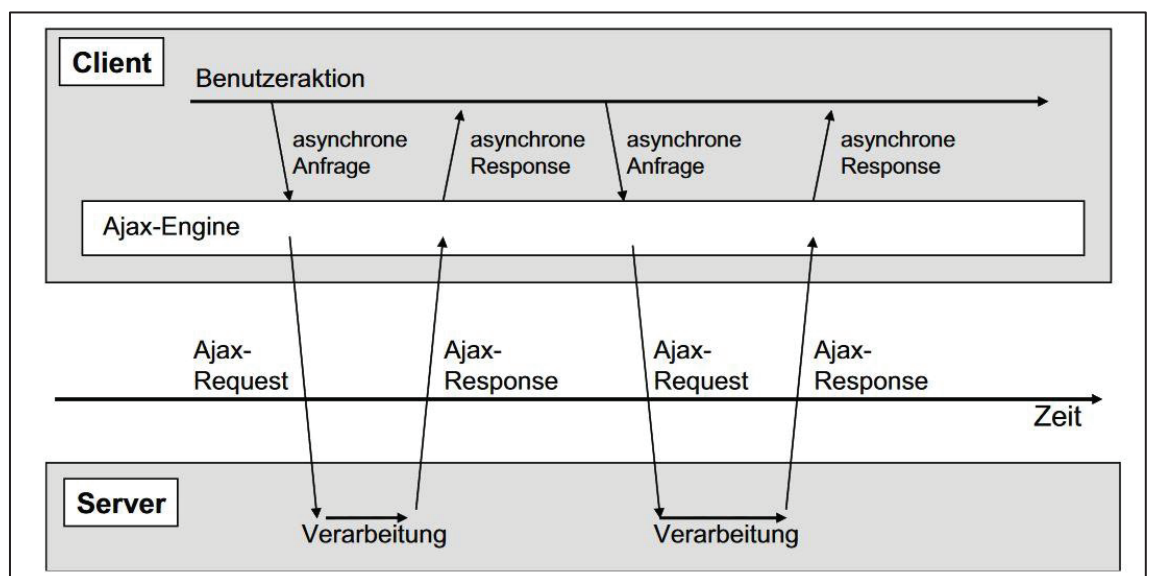 Client
Benutzeraktion
asynchrone
Anfrage
asynchrone
Response
asynchrone
Anfrage
asynchrone
Response
Ajax-Engine
Ajax-
Request
Ajax-
Response
Ajax-
Request
Ajax-
Response
Zeit
Server
Verarbeitung
Verarbeitung